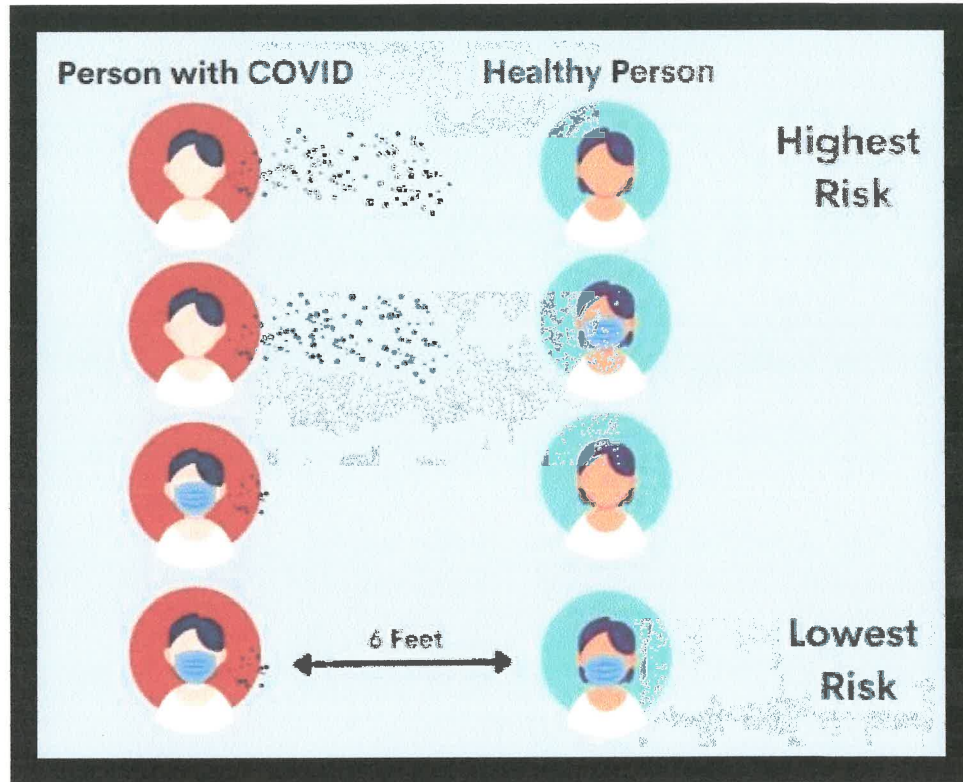 Person with COVID
Healthy Person
Highest
Risk
6 Feet
Lowest
Risk